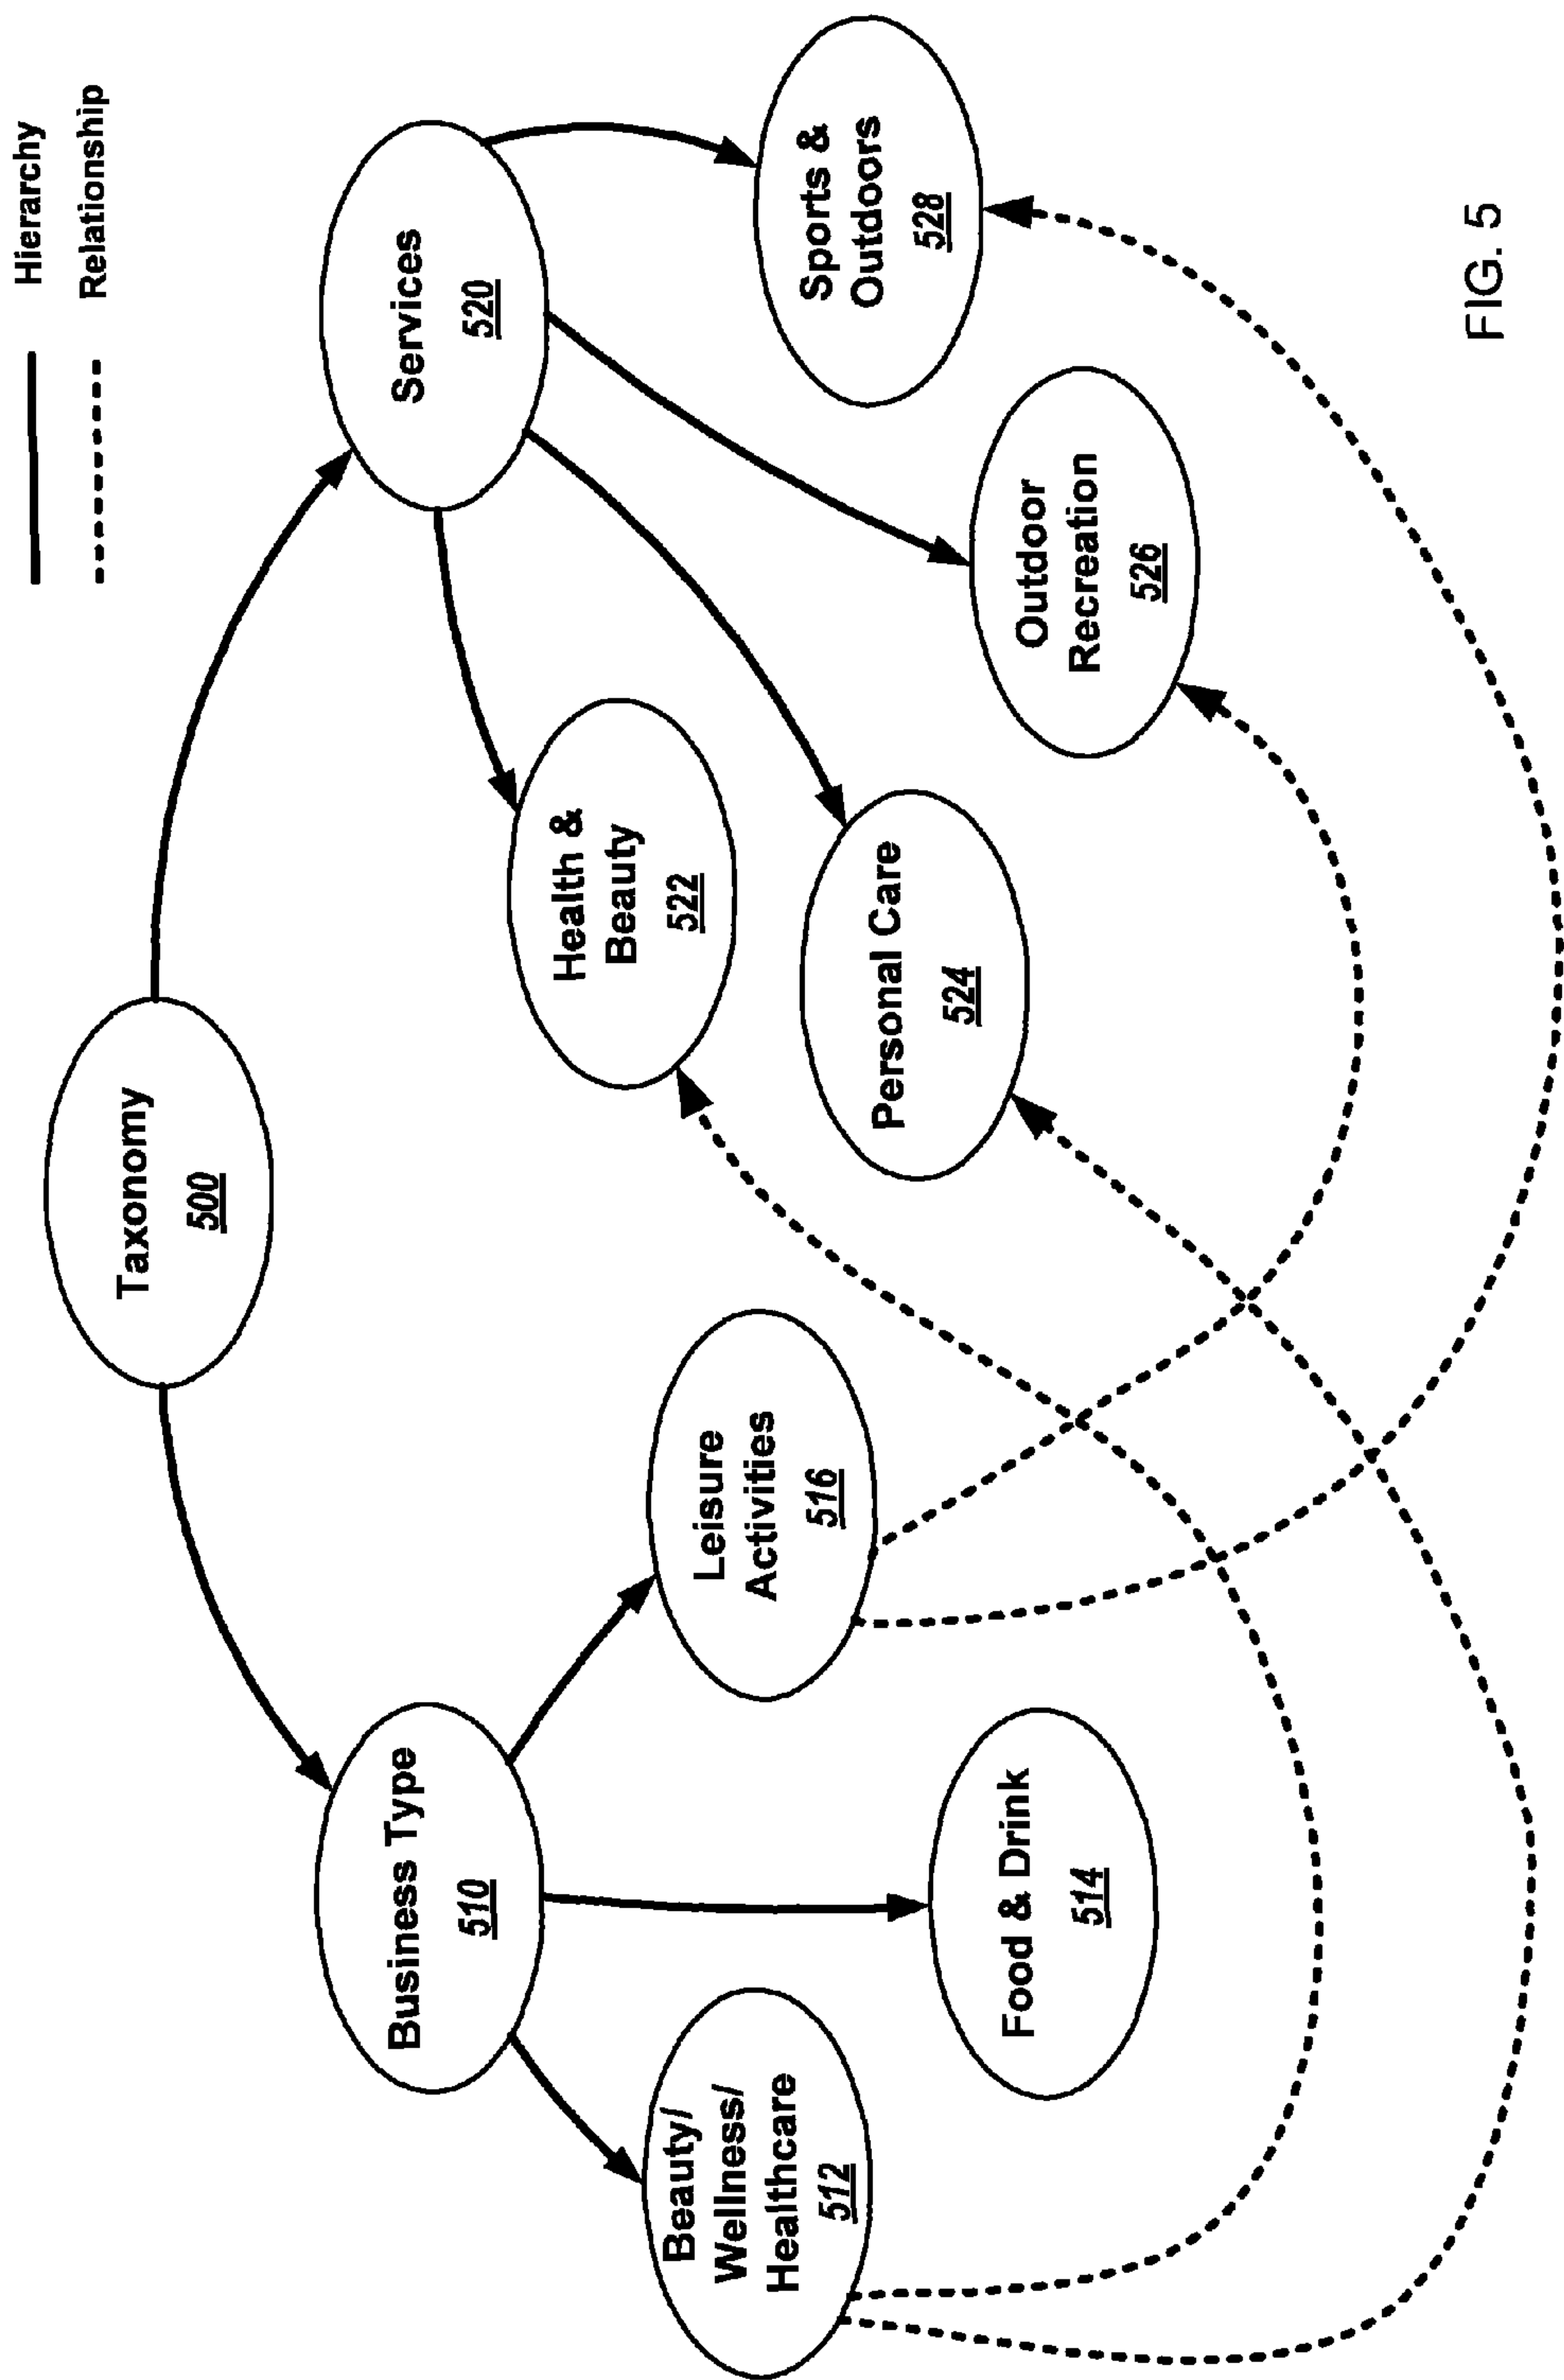 Hierarchy
Relationship
Taxonomy
500
Business Type
510
Services
520
Beauty/
Wellness/
Healthcare
512
Food & Drink
514
Leisure
Activities
516
Health &
Beauty
522
Personal Care
524
Outdoor
Recreation
526
Sports &
Outdoors
528
FIG. 5